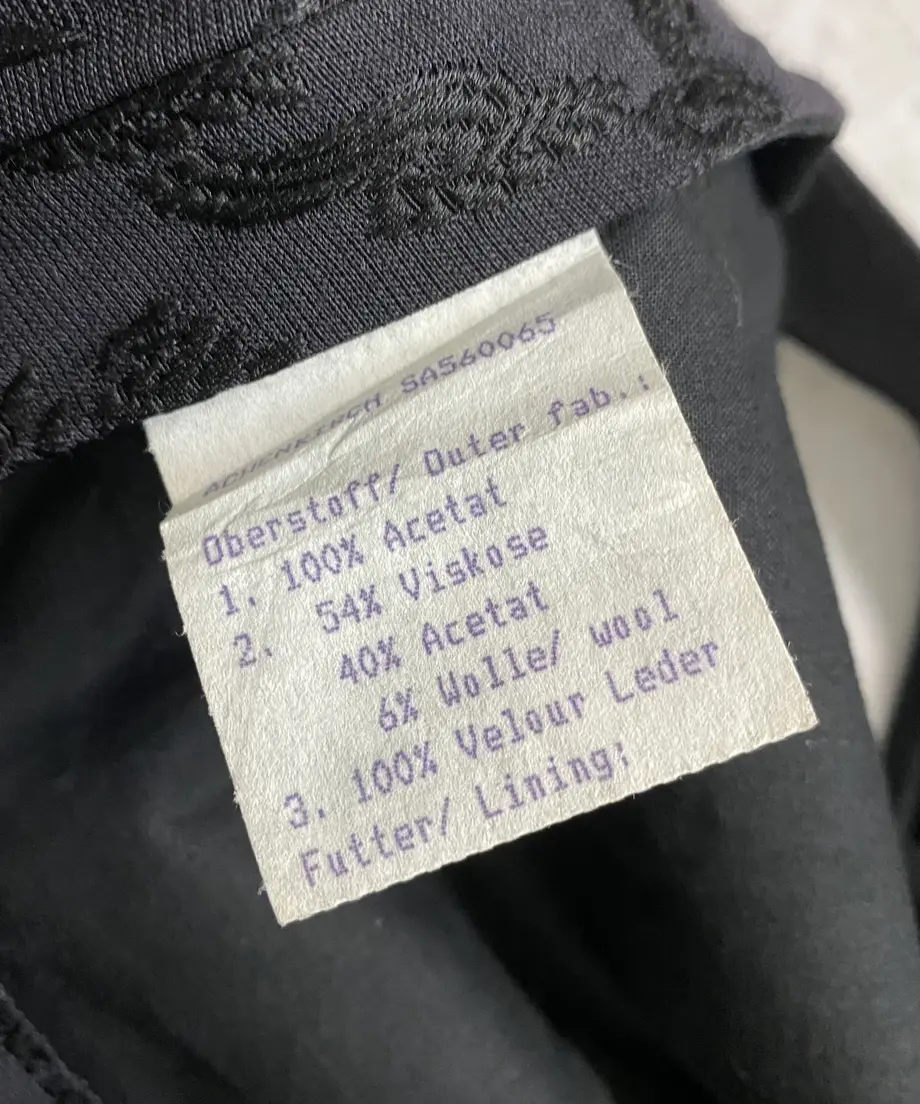 ACHENKIRCH SA560065
Oberstoff/ Outer fab.:
1. 100% Acetat
2. 54% Viskose
40% Acetat
6% Wolle/ wool
3. 100% Velour Leder
Futter/ Lining: